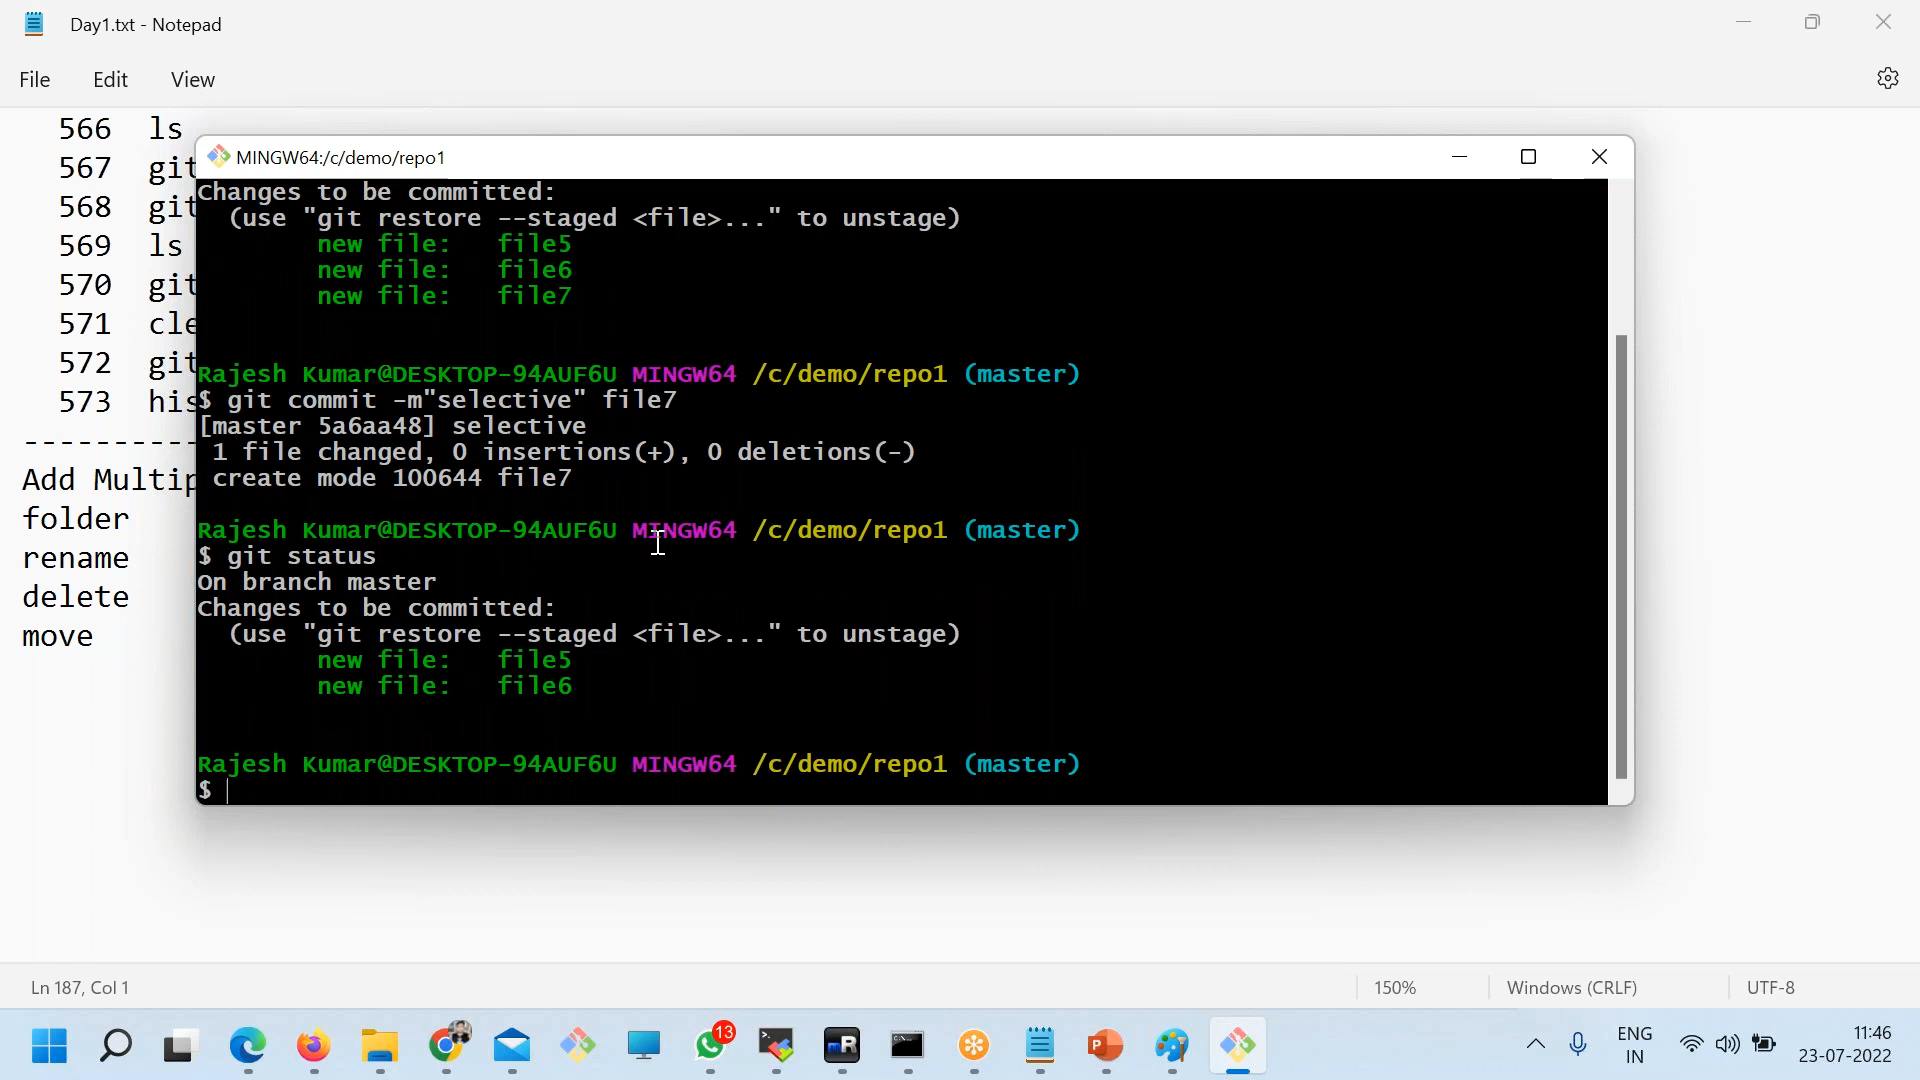 Day1.txt - Notepad
File Edit View
566 ls
567 git
568 git
569 ls
570 git
571 cle
572 git
573 his
-----------
Add Multip
folder
rename
delete
move
MINGW64:/c/demo/repo1
Changes to be committed:
(use "git restore --staged <file>..." to unstage)
new file: file5
new file: file6
new file: file7
Rajesh Kumar@DESKTOP-94AUF6U MINGW64 /c/demo/repo1 (master)
$ git commit -m"selective" file7
[master 5a6aa48] selective
1 file changed, 0 insertions(+), 0 deletions(-)
create mode 100644 file7
Rajesh Kumar@DESKTOP-94AUF6U MINGW64 /c/demo/repo1 (master)
$ git status
On branch master
Changes to be committed:
(use "git restore --staged <file>..." to unstage)
new file: file5
new file: file6
Rajesh Kumar@DESKTOP-94AUF6U MINGW64 /c/demo/repo1 (master)
$
Ln 187, Col 1
150%
Windows (CRLF)
UTF-8
13
ENG
IN
11:46
23-07-2022